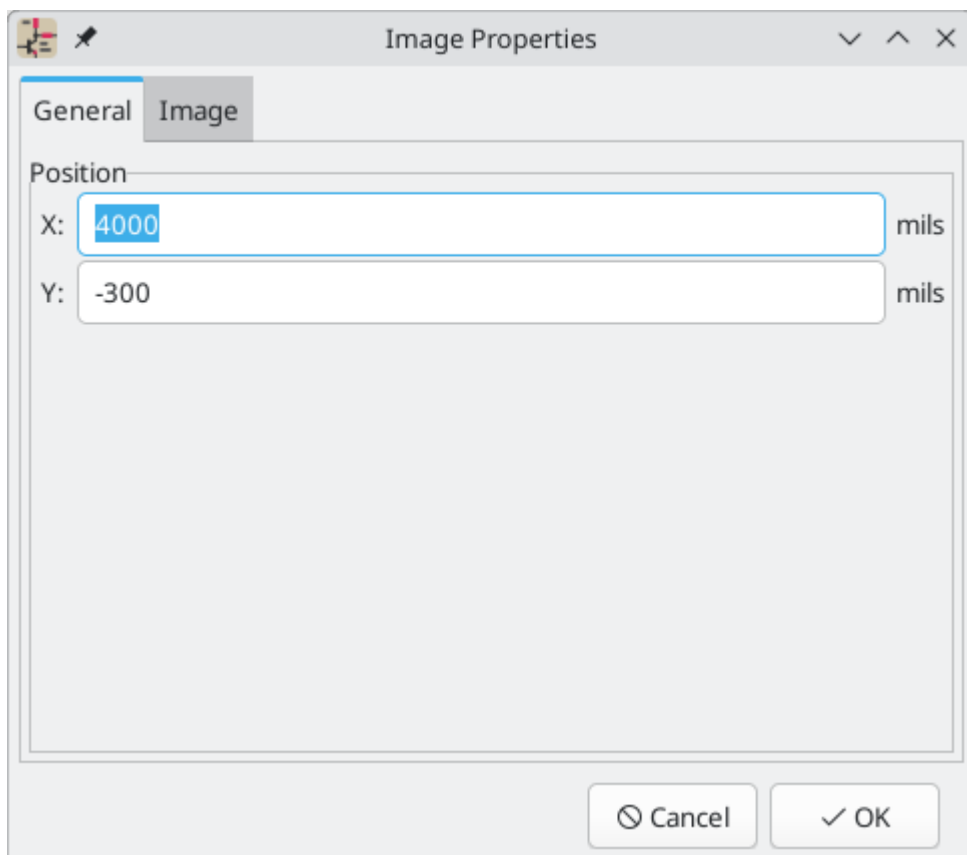 Image Properties
General Image
Position
X: 4000 mils
Y: -300 mils
Cancel OK